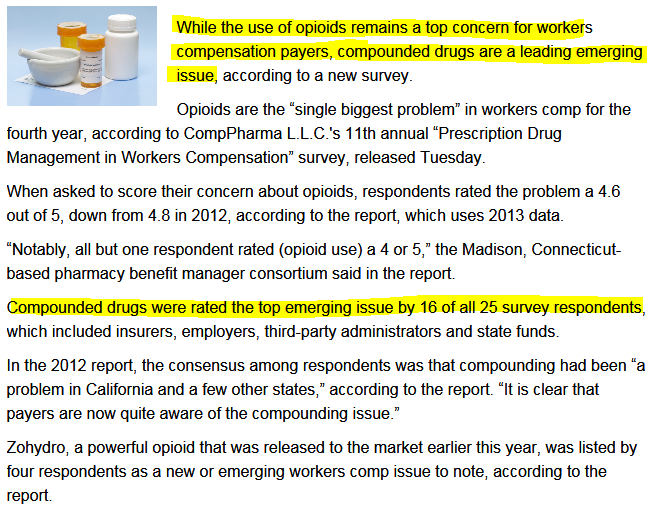 While the use of opioids remains a top concern for workers
compensation payers, compounded drugs are a leading emerging
issue, according to a new survey.
Opioids are the “single biggest problem” in workers comp for the
fourth year, according to CompPharma L.L.C.'s 11th annual “Prescription Drug
Management in Workers Compensation” survey, released Tuesday.
When asked to score their concern about opioids, respondents rated the problem a 4.6
out of 5, down from 4.8 in 2012, according to the report, which uses 2013 data.
“Notably, all but one respondent rated (opioid use) a 4 or 5,” the Madison, Connecticut-
based pharmacy benefit manager consortium said in the report.
Compounded drugs were rated the top emerging issue by 16 of all 25 survey respondents,
which included insurers, employers, third-party administrators and state funds.
In the 2012 report, the consensus among respondents was that compounding had been “a
problem in California and a few other states,” according to the report. “It is clear that
payers are now quite aware of the compounding issue.”
Zohydro, a powerful opioid that was released to the market earlier this year, was listed by
four respondents as a new or emerging workers comp issue to note, according to the
report.